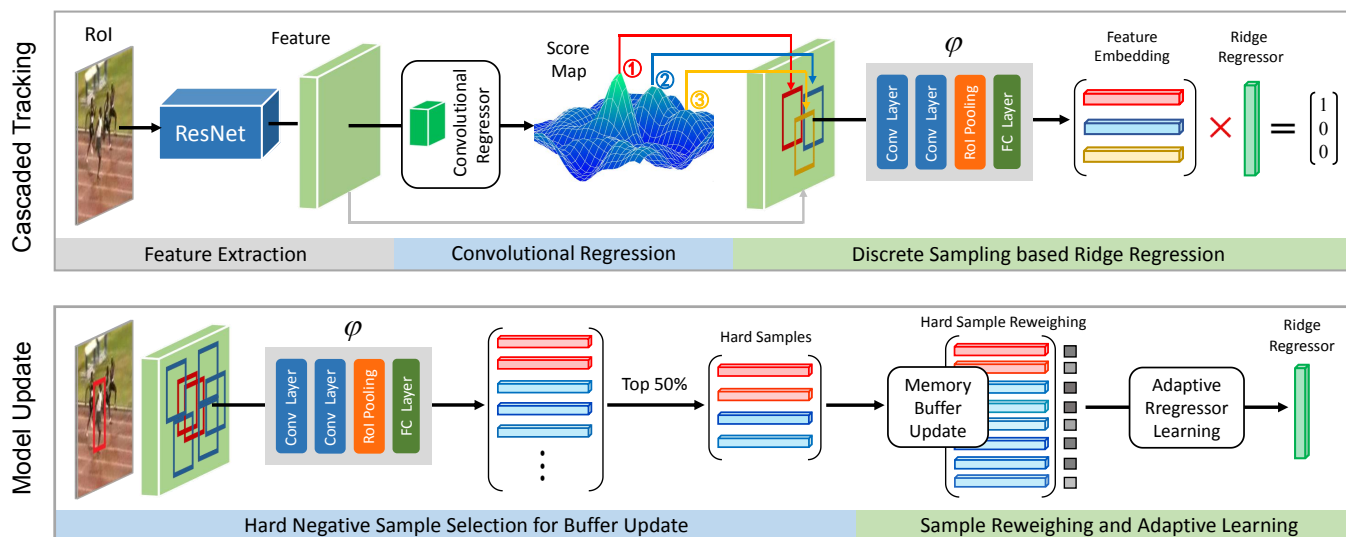 Cascaded Tracking
RoI
ResNet
Feature
Convolutional
Regressor
Score
Map
①
②
③
φ
Conv Layer
Conv Layer
RoI Pooling
FC Layer
Feature
Embedding
Ridge
Regressor
× =
1
0
0
Feature Extraction
Convolutional Regression
Discrete Sampling based Ridge Regression
Model Update
φ
Conv Layer
Conv Layer
RoI Pooling
FC Layer
Top 50%
Hard Samples
Memory
Buffer
Update
Hard Sample Reweighing
Adaptive
Rregressor
Learning
Ridge
Regressor
Hard Negative Sample Selection for Buffer Update
Sample Reweighing and Adaptive Learning